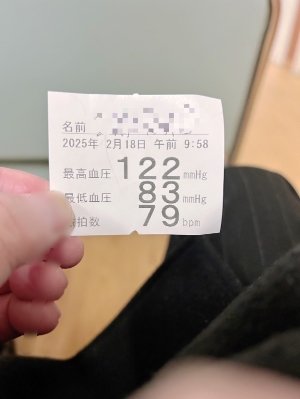 名前
2025年 2月18日 午前 9:58
最高血圧 122 mmHg
最低血圧 83 mmHg
拍数 79 bpm